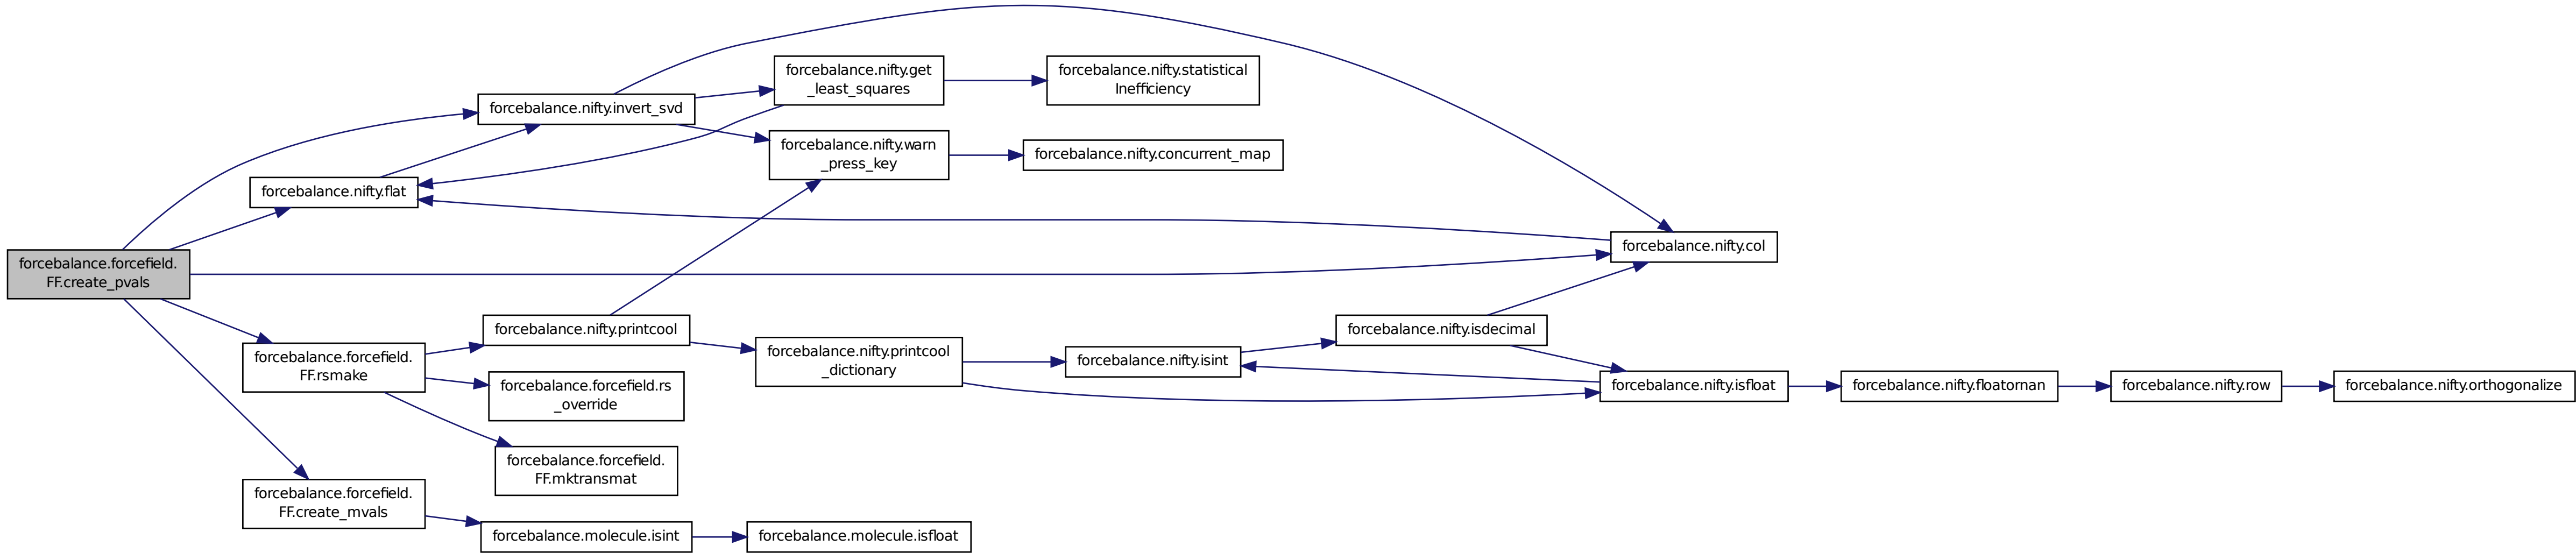 forcebalance.forcefield.
FF.create_pvals
forcebalance.nifty.flat
forcebalance.nifty.invert_svd
forcebalance.nifty.get
_least_squares
forcebalance.nifty.statistical
Inefficiency
forcebalance.nifty.warn
_press_key
forcebalance.nifty.concurrent_map
forcebalance.nifty.col
forcebalance.forcefield.
FF.rsmake
forcebalance.nifty.printcool
forcebalance.nifty.printcool
_dictionary
forcebalance.nifty.isint
forcebalance.nifty.isdecimal
forcebalance.nifty.isfloat
forcebalance.nifty.floatornan
forcebalance.nifty.row
forcebalance.nifty.orthogonalize
forcebalance.forcefield.rs
_override
forcebalance.forcefield.
FF.mktransmat
forcebalance.forcefield.
FF.create_mvals
forcebalance.molecule.isint
forcebalance.molecule.isfloat